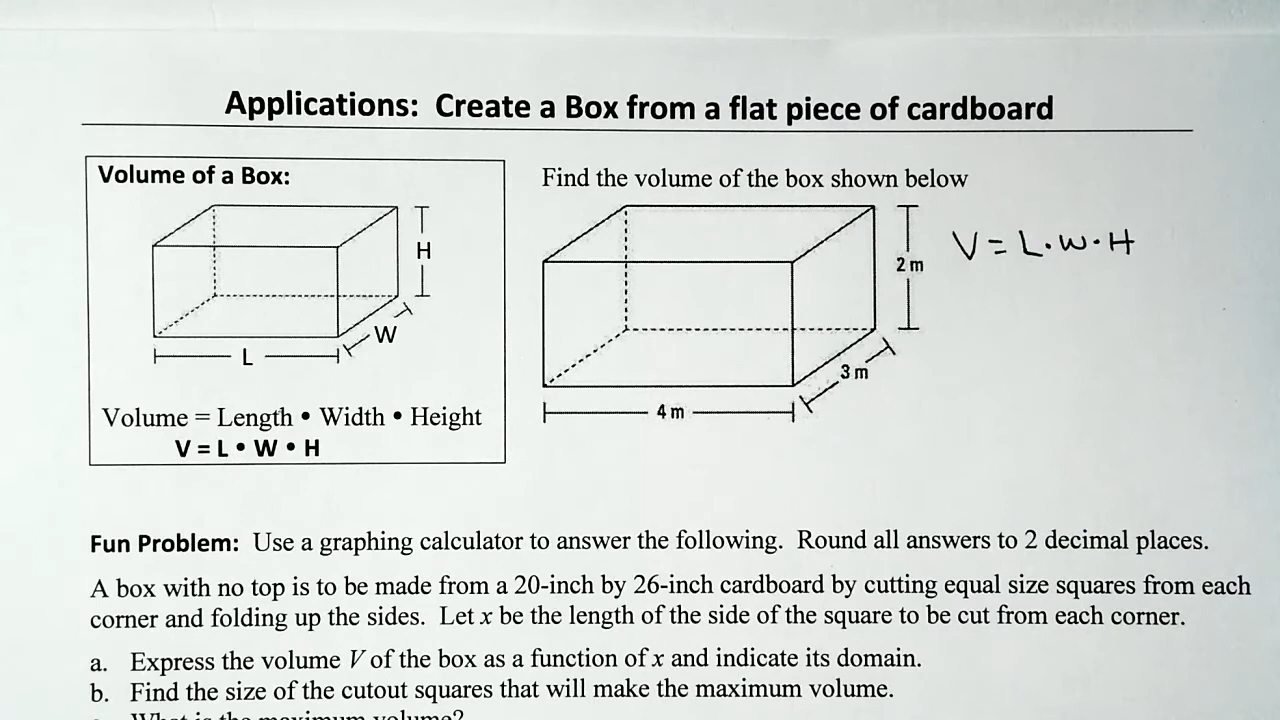 Applications: Create a Box from a flat piece of cardboard
Volume of a Box:
H
W
L
Volume = Length • Width • Height
V = L • W • H
Find the volume of the box shown below
2 m
3 m
4 m
V = L · W · H
Fun Problem: Use a graphing calculator to answer the following. Round all answers to 2 decimal places.
A box with no top is to be made from a 20-inch by 26-inch cardboard by cutting equal size squares from each
corner and folding up the sides. Let x be the length of the side of the square to be cut from each corner.
a. Express the volume V of the box as a function of x and indicate its domain.
b. Find the size of the cutout squares that will make the maximum volume.
What is the maximum volume?